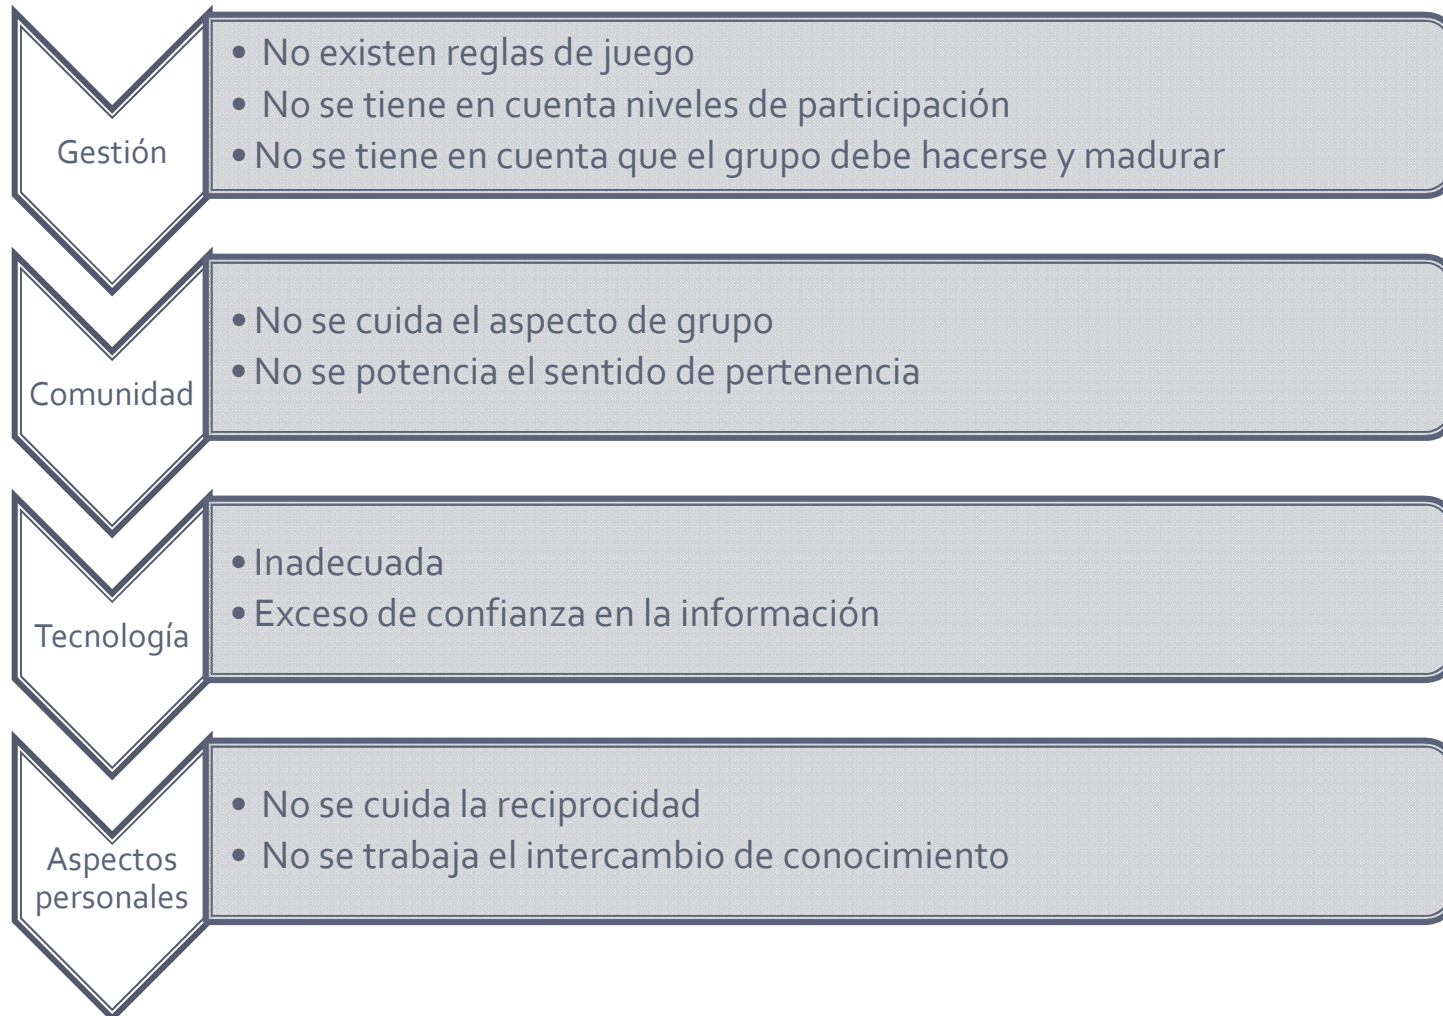 Gestión
• No existen reglas de juego
• No se tiene en cuenta niveles de participación
• No se tiene en cuenta que el grupo debe hacerse y madurar
Comunidad
• No se cuida el aspecto de grupo
• No se potencia el sentido de pertenencia
Tecnología
• Inadecuada
• Exceso de confianza en la información
Aspectos
personales
• No se cuida la reciprocidad
• No se trabaja el intercambio de conocimiento